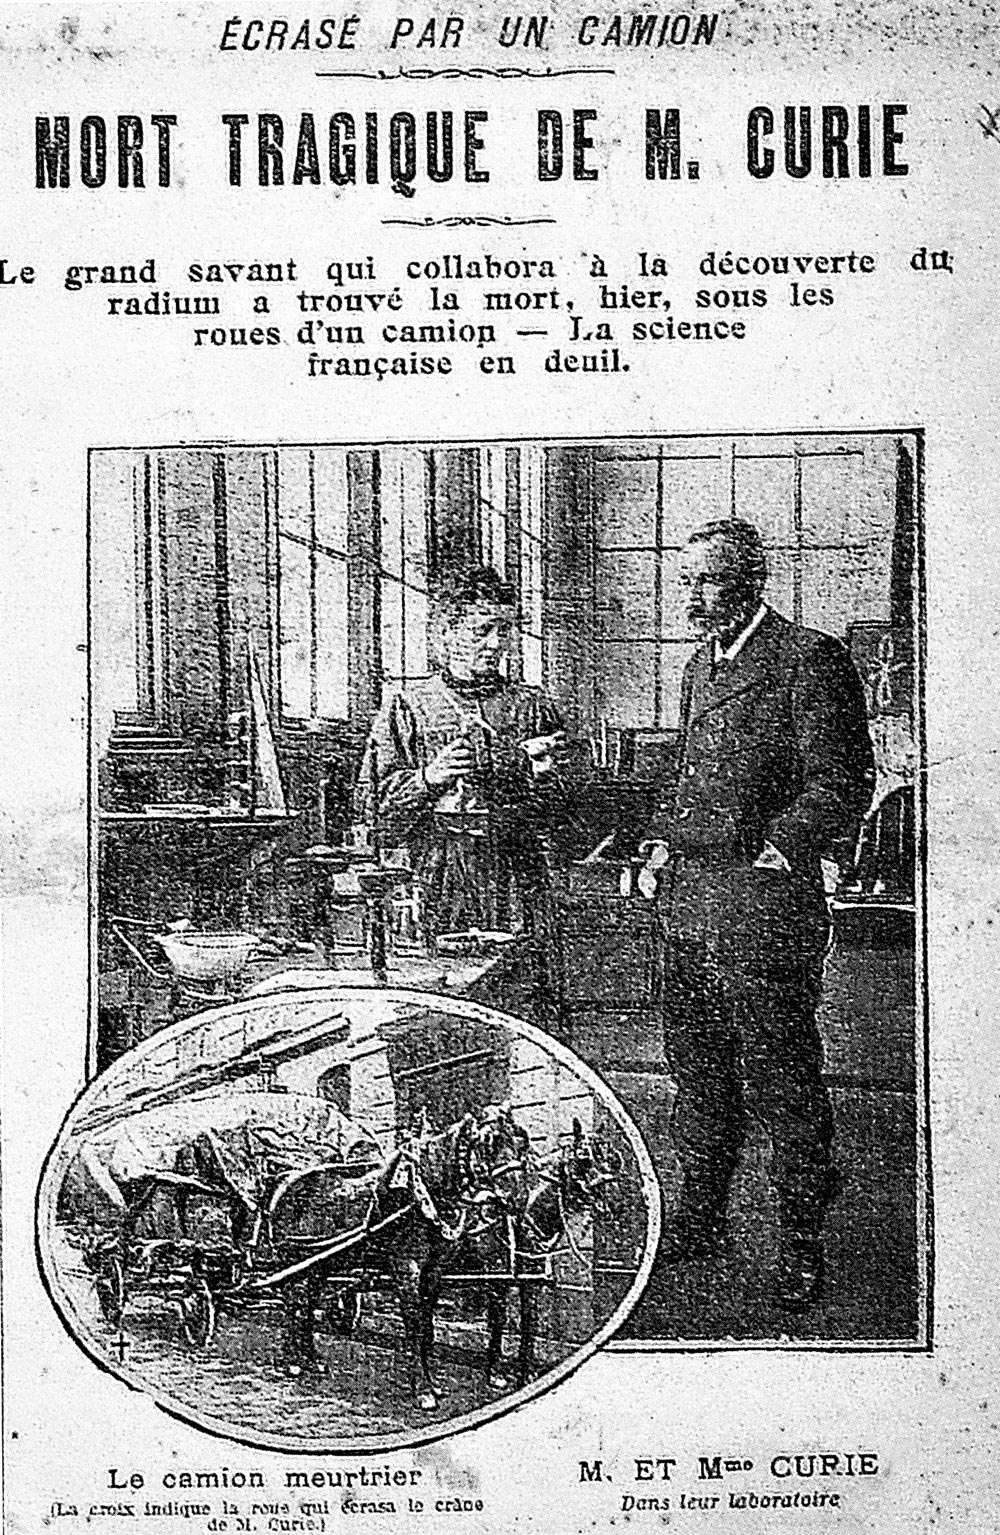 ÉCRASÉ PAR UN CAMION
MORT TRAGIQUE DE M. CURIE
Le grand savant qui collabora à la découverte du
radium a trouvé la mort, hier, sous les
roues d'un camion — La science
française en deuil.
Le camion meurtrier
(La croix indique la roue qui écrasa le crâne
de M. Curie.)
M. ET Mme CURIE
Dans leur laboratoire